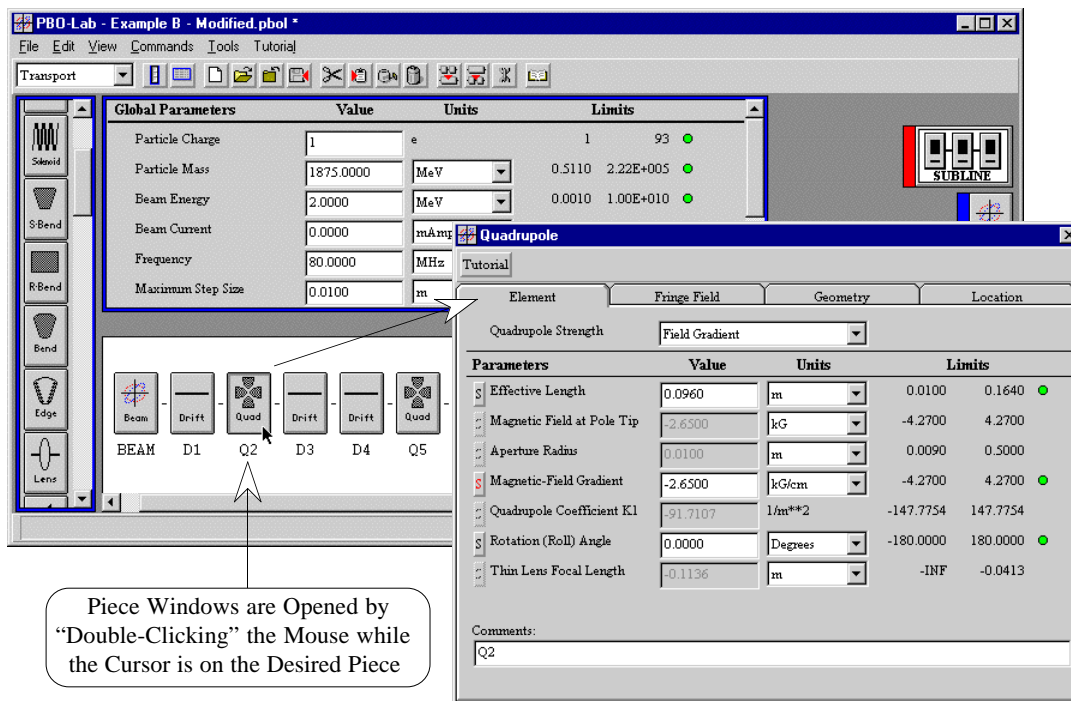 PBO-Lab - Example B - Modified.pbol *
File Edit View Commands Tools Tutorial
Transport
Global Parameters Value Units Limits
Particle Charge 1 e 1 93
Particle Mass 1875.0000 MeV 0.5110 2.22E+005
Beam Energy 2.0000 MeV 0.0010 1.00E+010
Beam Current 0.0000 mAmp
Frequency 80.0000 MHz
Maximum Step Size 0.0100 m
Solenoid
S-Bend
R-Bend
Bend
Edge
Lens
SUBLINE
Beam Drift Quad Drift Drift Quad
BEAM D1 Q2 D3 D4 Q5
Quadrupole
Tutorial
Element Fringe Field Geometry Location
Quadrupole Strength Field Gradient
Parameters Value Units Limits
S Effective Length 0.0960 m 0.0100 0.1640
S Magnetic Field at Pole Tip -2.6500 kG -4.2700 4.2700
S Aperture Radius 0.0100 m 0.0090 0.5000
S Magnetic-Field Gradient -2.6500 kG/cm -4.2700 4.2700
S Quadrupole Coefficient K1 -91.7107 1/m**2 -147.7754 147.7754
S Rotation (Roll) Angle 0.0000 Degrees -180.0000 180.0000
S Thin Lens Focal Length -0.1136 m -INF -0.0413
Comments:
Q2
Piece Windows are Opened by
“Double-Clicking” the Mouse while
the Cursor is on the Desired Piece